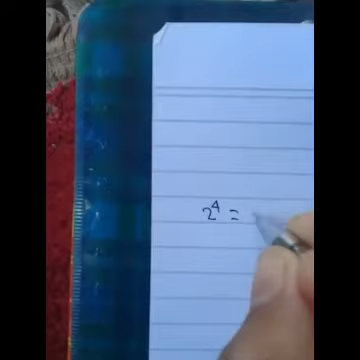 2⁴ =